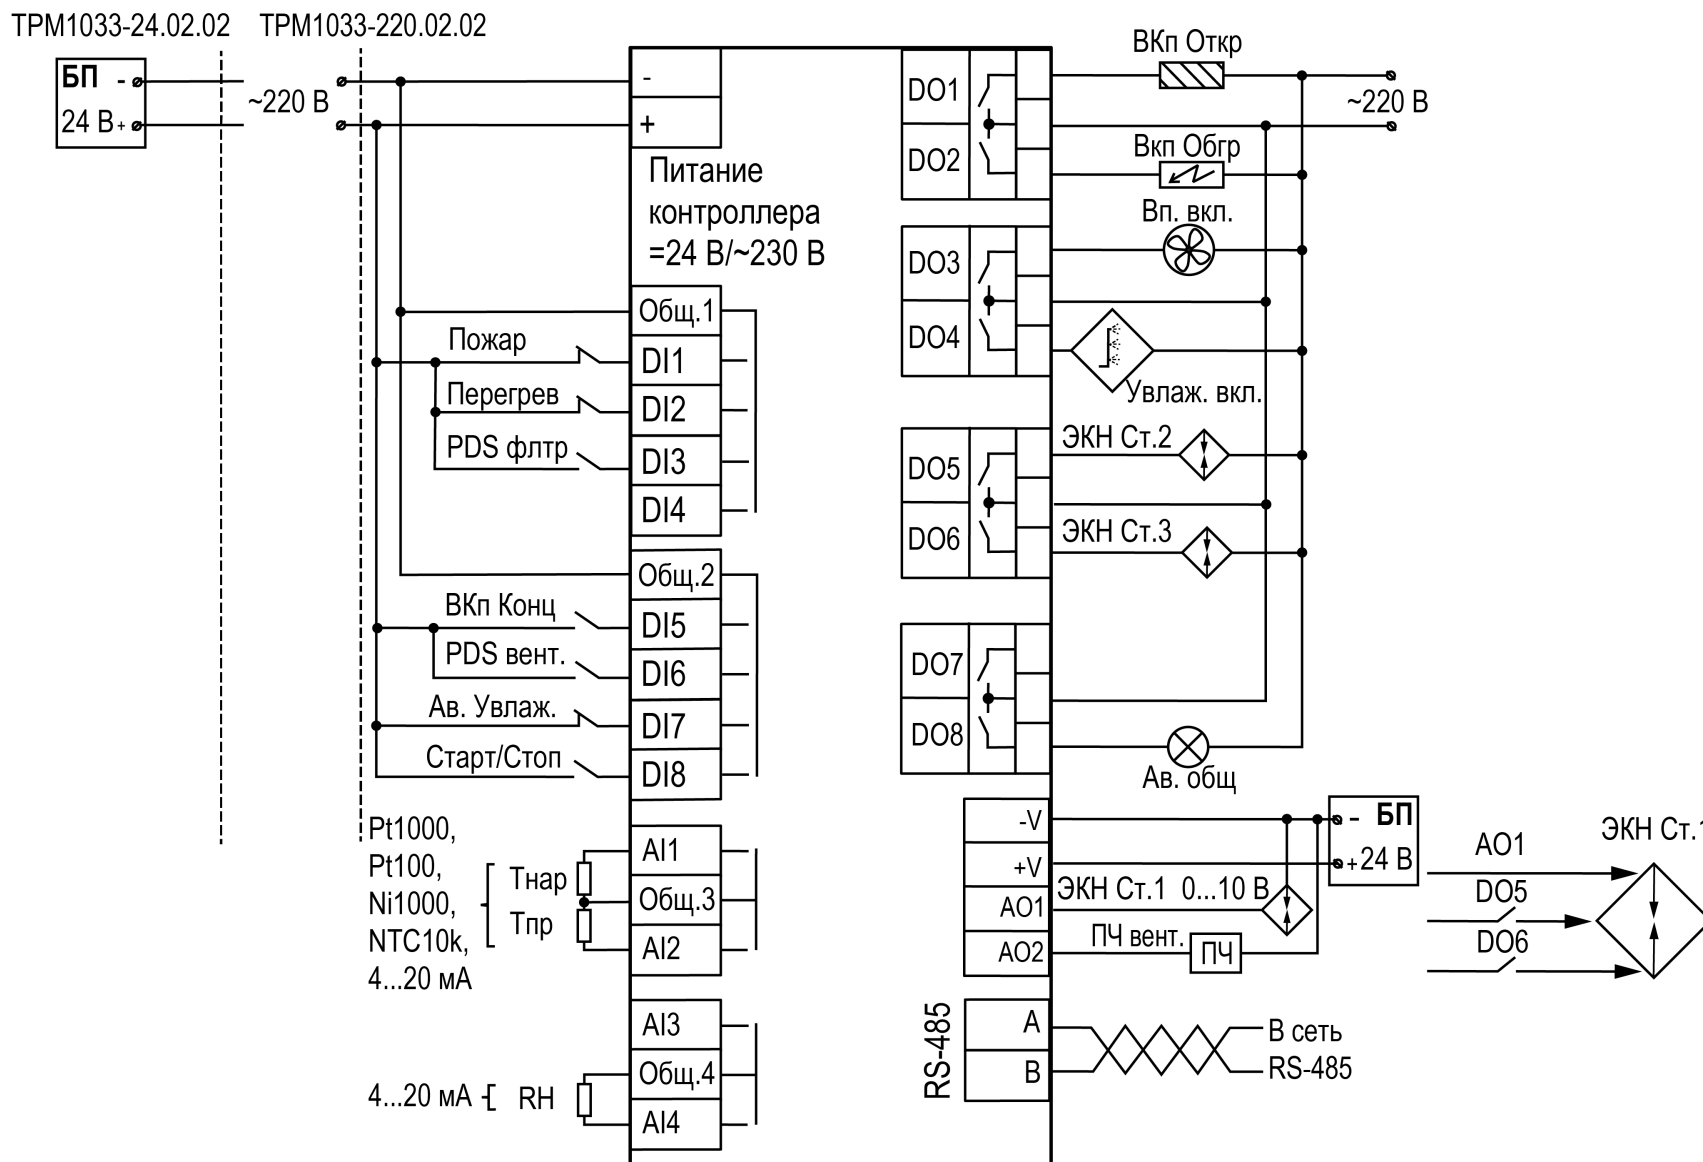 ТРМ1033-24.02.02 ТРМ1033-220.02.02
БП -
24 В +
~220 В
-
+
Питание
контроллера
=24 В/~230 В
Общ.1
Пожар
DI1
Перегрев
DI2
PDS флтр
DI3
DI4
Общ.2
ВКп Конц
DI5
PDS вент.
DI6
Ав. Увлаж.
DI7
Старт/Стоп
DI8
Pt1000,
Pt100,
Ni1000,
NTC10k,
4...20 мА
Тнар
Тпр
AI1
Общ.3
AI2
AI3
Общ.4
AI4
4...20 мА
RH
ВКп Откр
DO1
~220 В
DO2
Вкп Обгр
Вп. вкл.
DO3
DO4
Увлаж. вкл.
ЭКН Ст.2
DO5
ЭКН Ст.3
DO6
DO7
DO8
Ав. общ
-V
+V
AO1
AO2
ЭКН Ст.1 0...10 В
ПЧ вент.
ПЧ
- БП
+ 24 В
ЭКН Ст.1
AO1
DO5
DO6
RS-485
A
B
В сеть
RS-485